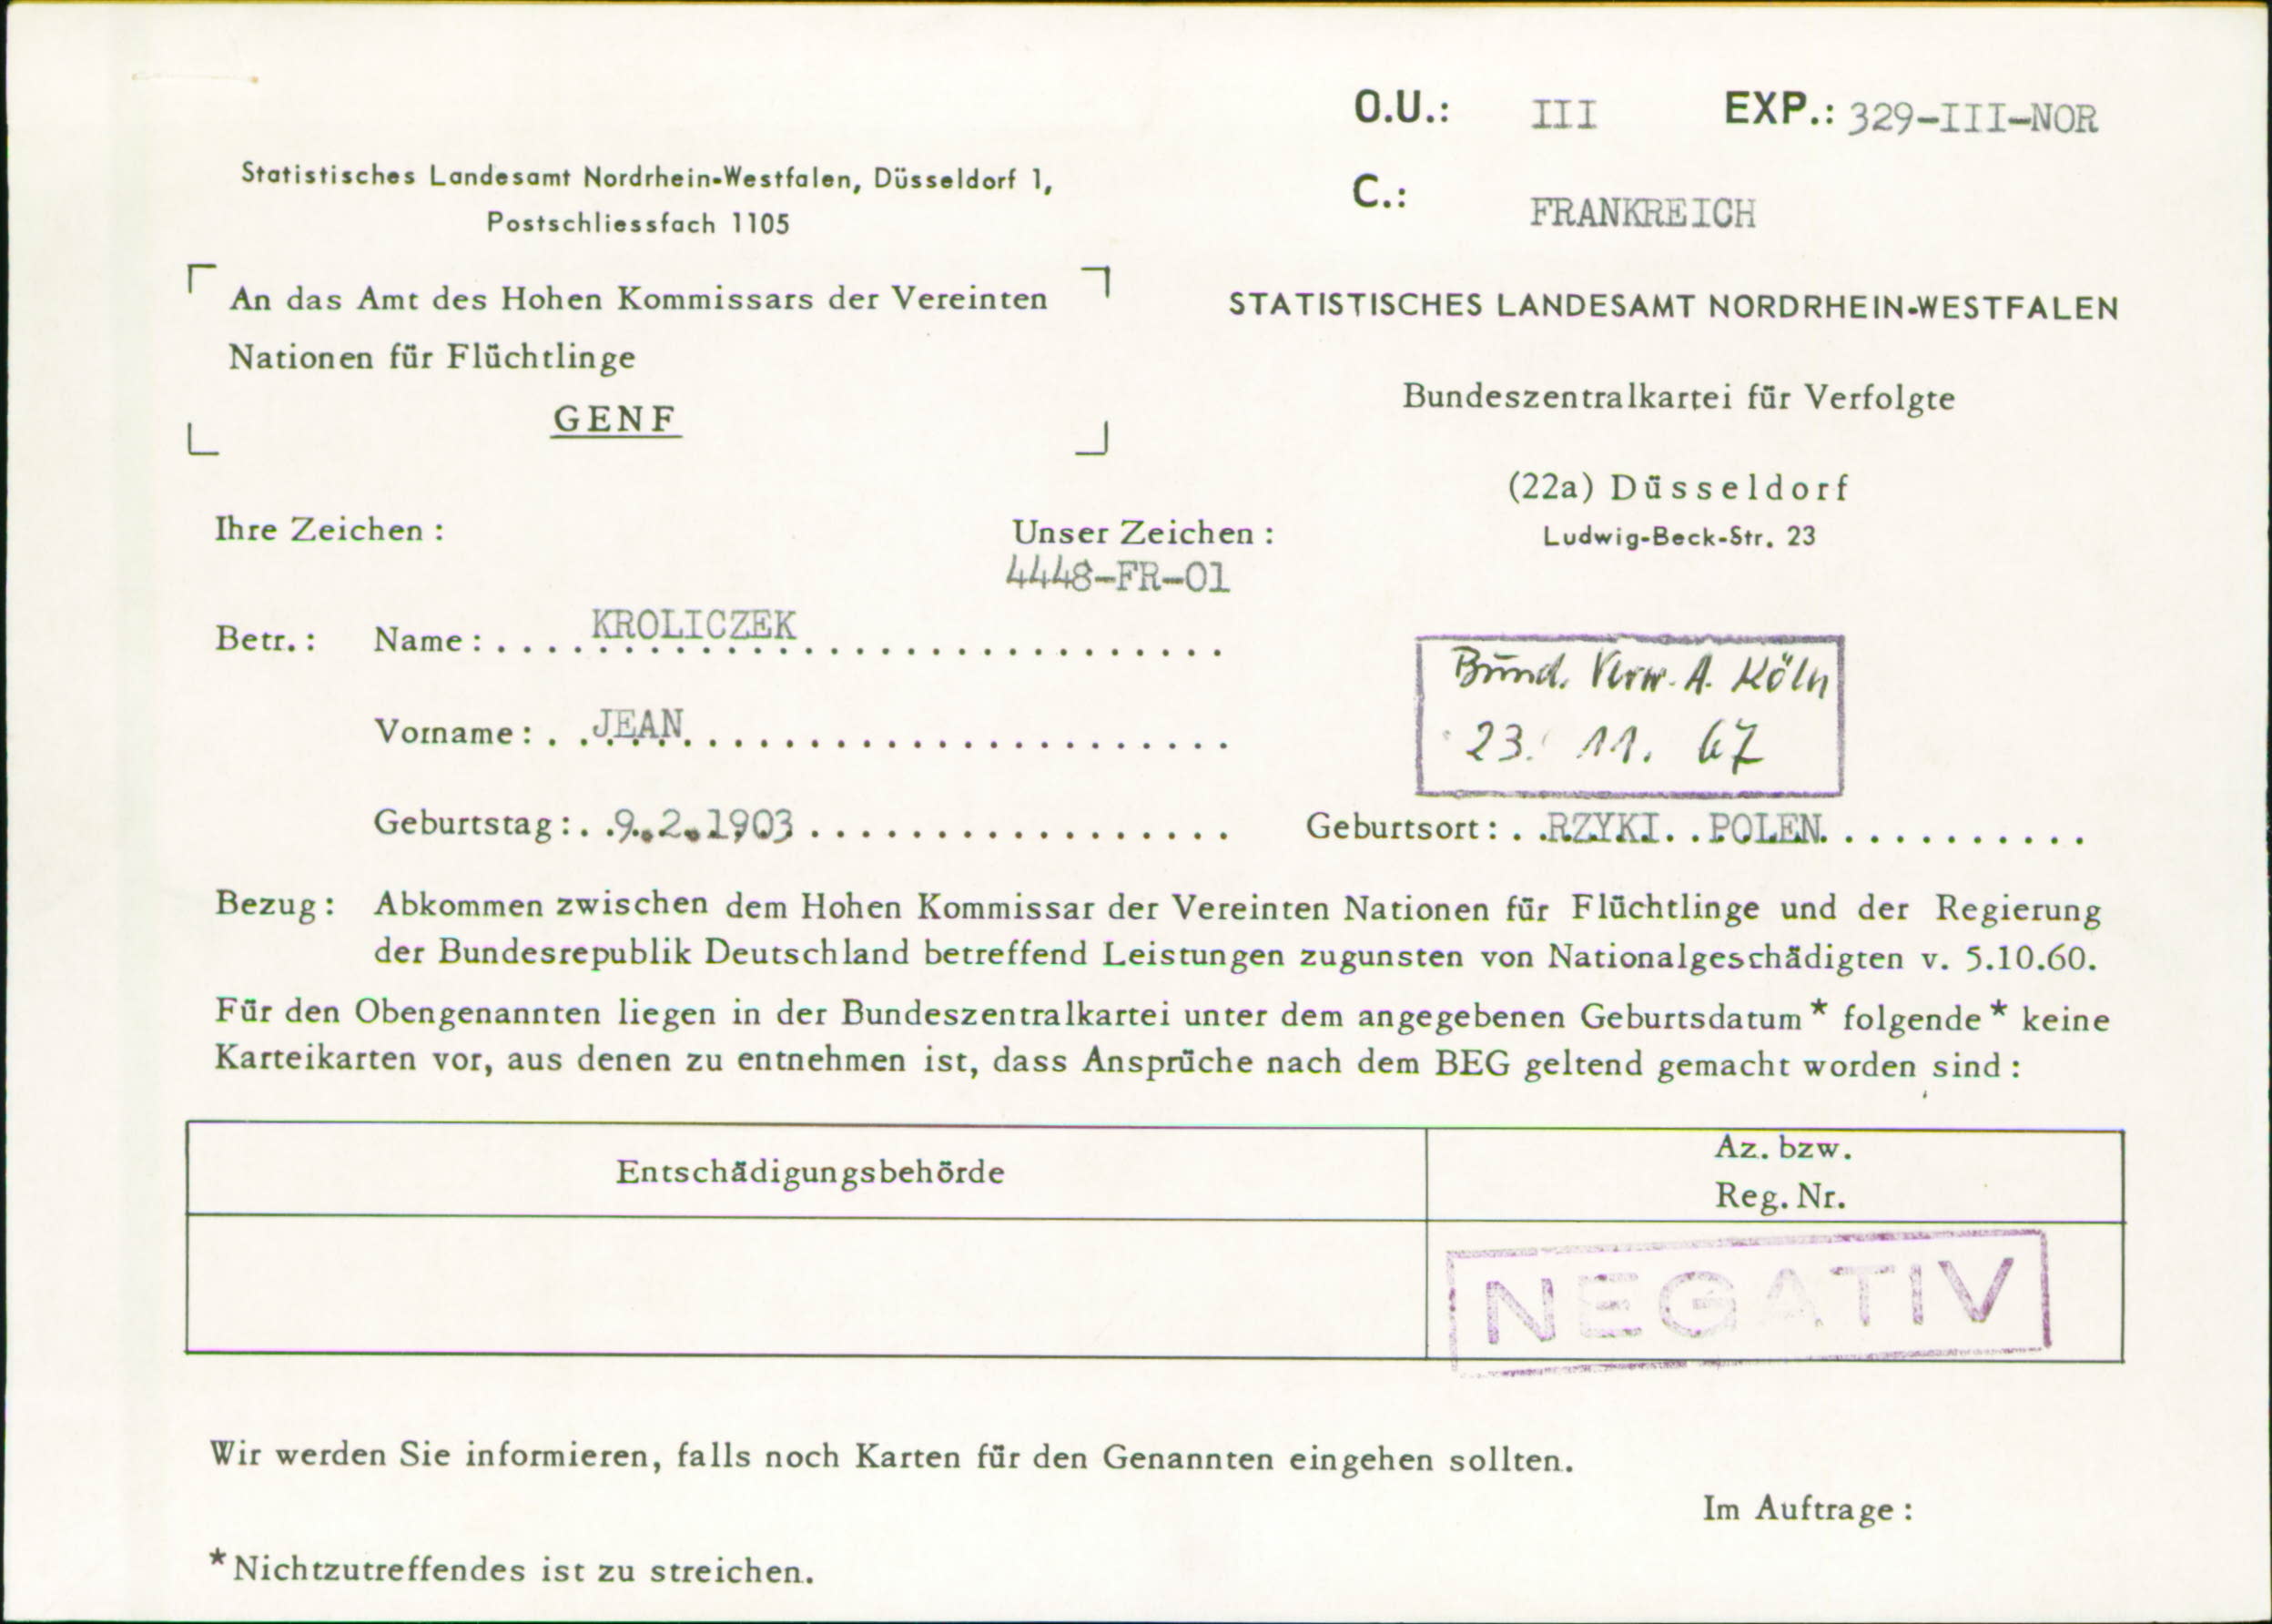 O.U.: III EXP.: 329-III-NOR
C.: FRANKREICH
Statistisches Landesamt Nordrhein-Westfalen, Düsseldorf 1,
Postschliessfach 1105
An das Amt des Hohen Kommissars der Vereinten
Nationen für Flüchtlinge
GENF
STATISTISCHES LANDESAMT NORDRHEIN-WESTFALEN
Bundeszentralkartei für Verfolgte
(22a) Düsseldorf
Ludwig-Beck-Str. 23
Ihre Zeichen : Unser Zeichen :
4448-FR-01
Betr. : Name : KROLICZEK
Vorname : JEAN
Bund. Verw. A. Köln
23. 11. 67
Geburtstag : 9.2.1903 Geburtsort : RZYKI POLEN
Bezug : Abkommen zwischen dem Hohen Kommissar der Vereinten Nationen für Flüchtlinge und der Regierung
der Bundesrepublik Deutschland betreffend Leistungen zugunsten von Nationalgeschädigten v. 5.10.60.
Für den Obengenannten liegen in der Bundeszentralkartei unter dem angegebenen Geburtsdatum * folgende * keine
Karteikarten vor, aus denen zu entnehmen ist, dass Ansprüche nach dem BEG geltend gemacht worden sind :
Entschädigungsbehörde
Az. bzw.
Reg. Nr.
NEGATIV
Wir werden Sie informieren, falls noch Karten für den Genannten eingehen sollten.
Im Auftrage :
* Nichtzutreffendes ist zu streichen.